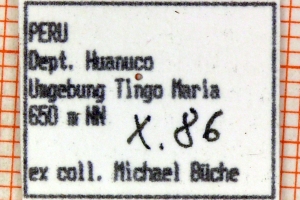 PERU
Dept. Huanuco
Umgebung Tingo Maria
650 m NN X. 86
ex coll. Michael Büche